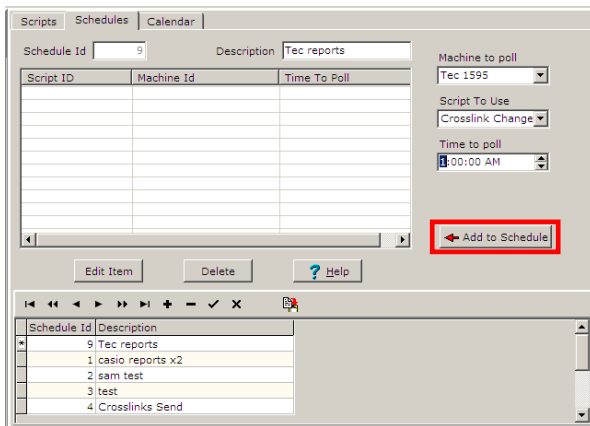 Scripts Schedules Calendar
Schedule Id 9 Description Tec reports
Machine to poll
Tec 1595
Script ID Machine Id Time To Poll
Script To Use
Crosslink Change
Time to poll
1:00:00 AM
Add to Schedule
Edit Item Delete ? Help
Schedule Id Description
* 9 Tec reports
1 casio reports x2
2 sam test
3 test
4 Crosslinks Send